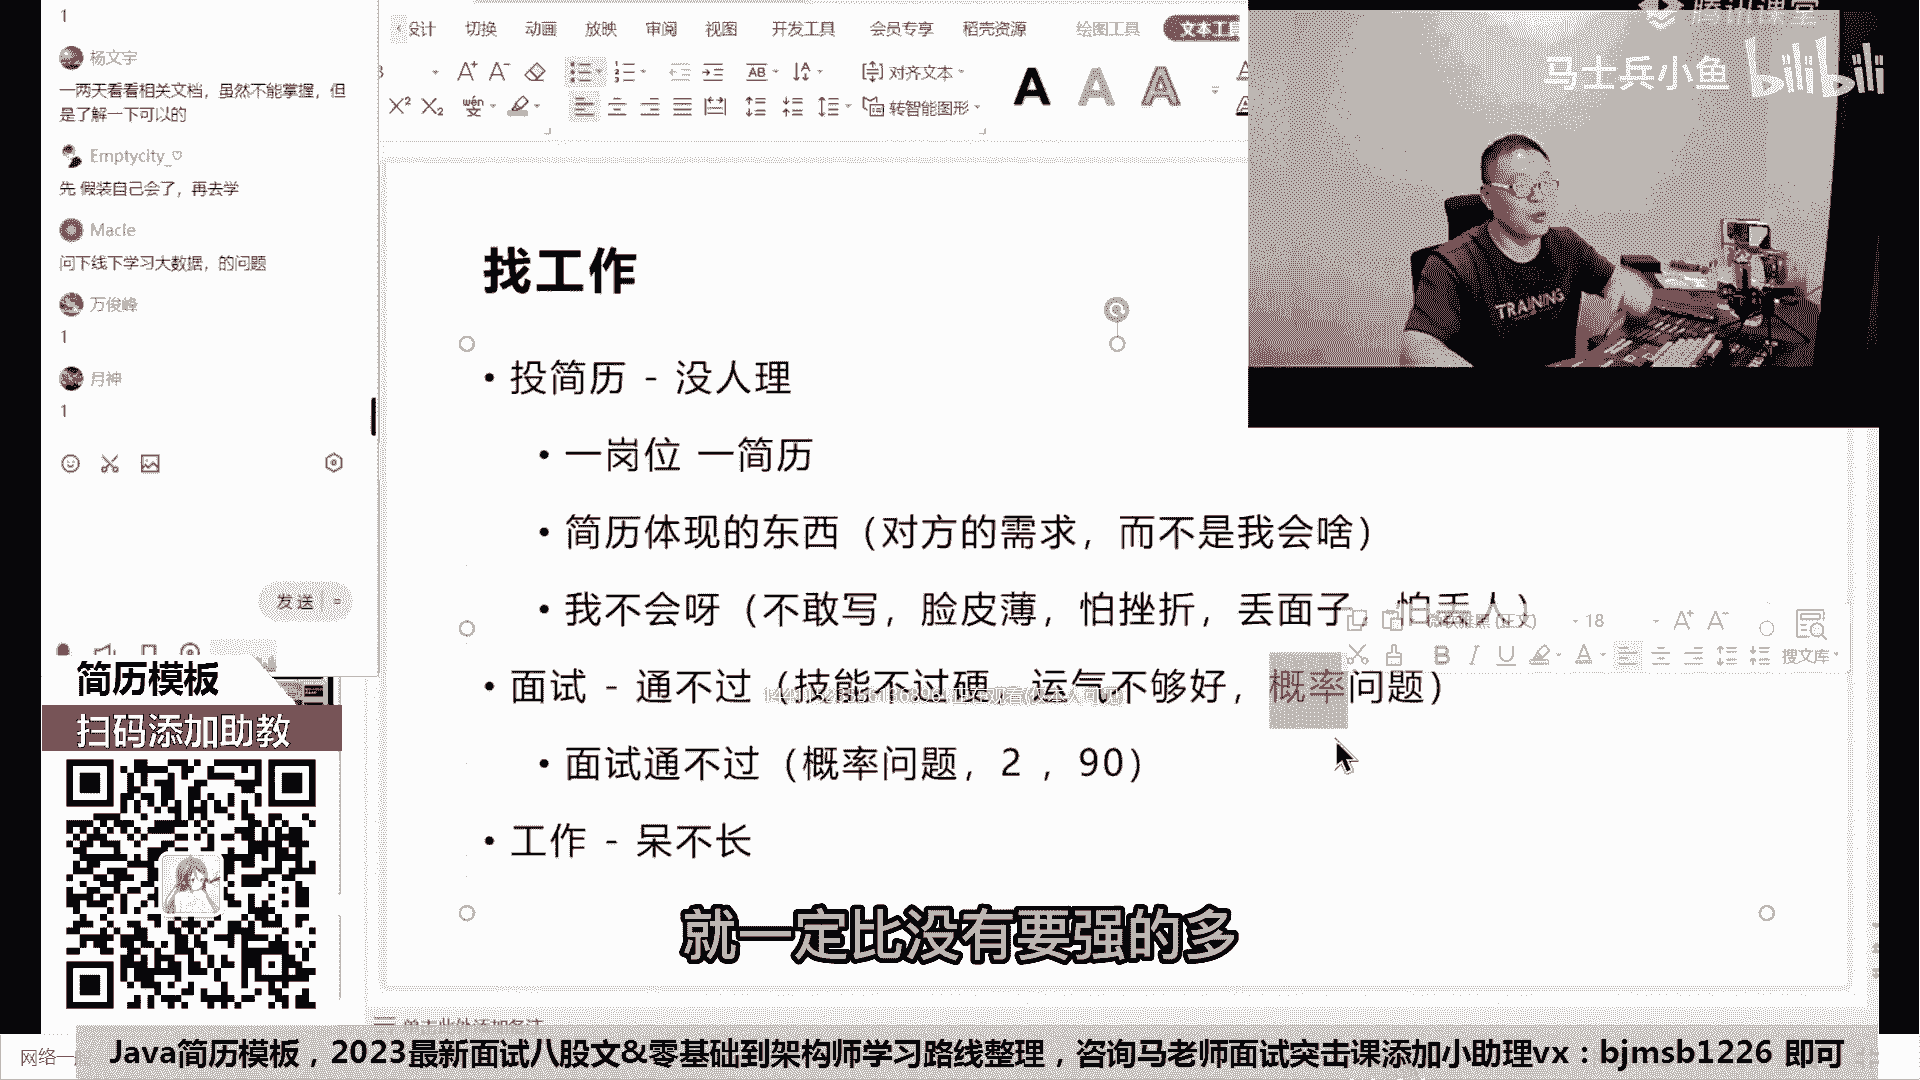 1
杨文宇
一两天看看相关文档，虽然不能掌握，但
是了解一下可以的
Emptycity_♡
先 假装自己会了，再去学
Macle
问下线下学习大数据，的问题
万俊峰
1
月神
1
发送
简历模板
扫码添加助教
设计 切换 动画 放映 审阅 视图 开发工具 会员专享 稻壳资源 绘图工具 文本工具
对齐文本
转智能图形
找工作
• 投简历 - 没人理
• 一岗位 一简历
• 简历体现的东西（对方的需求，而不是我会啥）
• 我不会呀（不敢写，脸皮薄，怕挫折，丢面子，怕丢人）
18
搜文库
• 面试 - 通不过（技能不过硬，运气不够好，概率问题）
• 面试通不过（概率问题，2 ，90）
• 工作 - 呆不长
就一定比没有要强的多
单击此处添加备注
腾讯课堂
马士兵小鱼 bilibili
TRAINING
Java简历模板，2023最新面试八股文&零基础到架构师学习路线整理，咨询马老师面试突击课添加小助理vx：bjmsb1226 即可